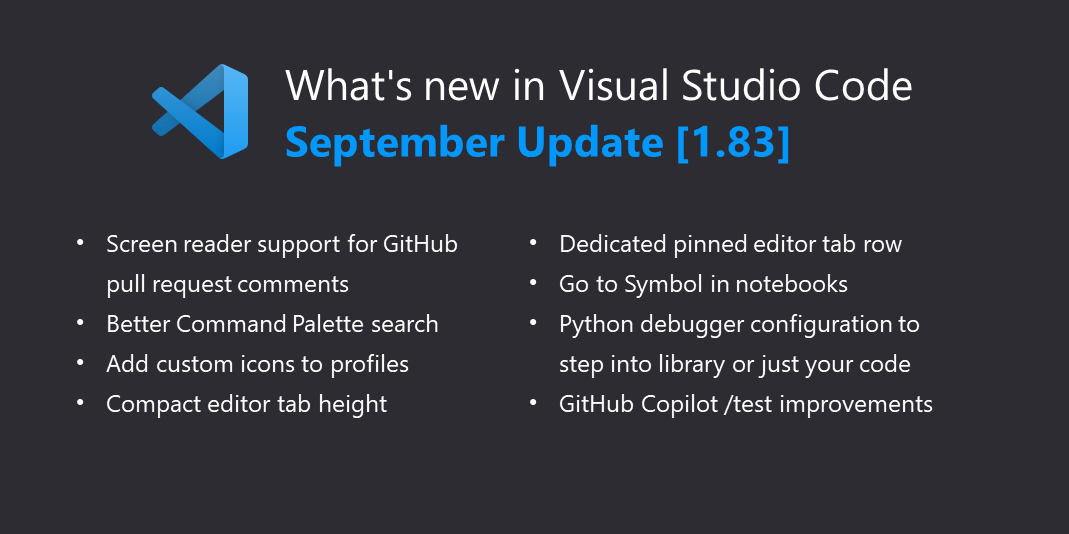 What's new in Visual Studio Code
September Update [1.83]
• Screen reader support for GitHub
pull request comments
• Better Command Palette search
• Add custom icons to profiles
• Compact editor tab height
• Dedicated pinned editor tab row
• Go to Symbol in notebooks
• Python debugger configuration to
step into library or just your code
• GitHub Copilot /test improvements